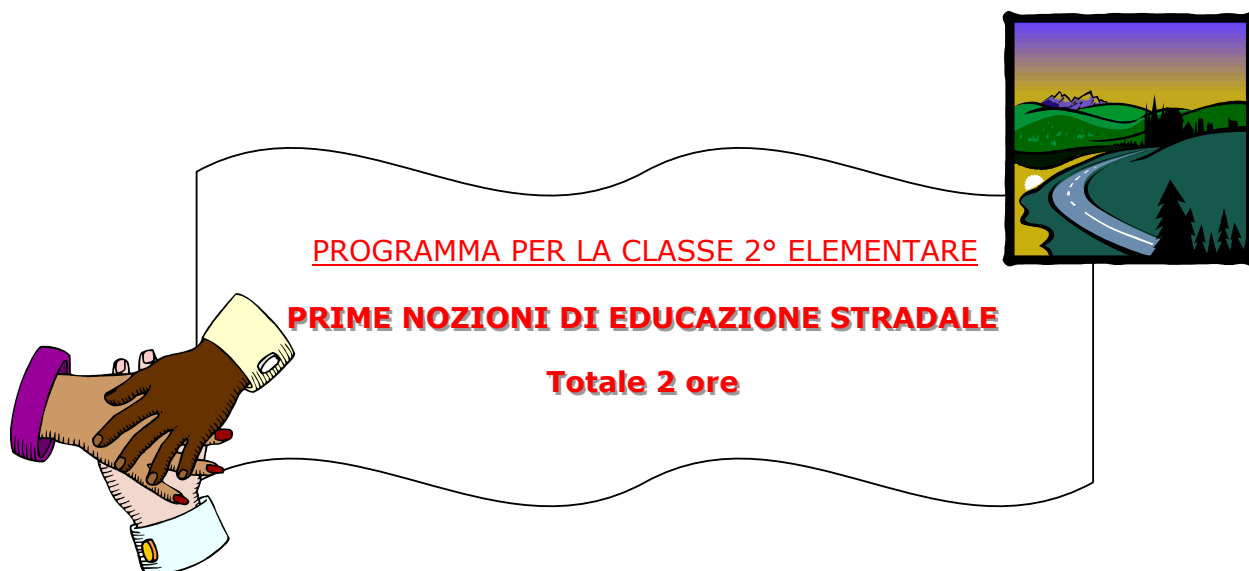 PROGRAMMA PER LA CLASSE 2° ELEMENTARE
PRIME NOZIONI DI EDUCAZIONE STRADALE
Totale 2 ore